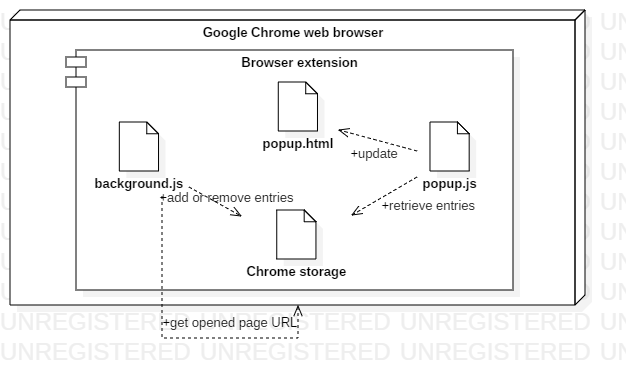 Google Chrome web browser
Browser extension
popup.html
+update
background.js
popup.js
+add or remove entries
+retrieve entries
Chrome storage
+get opened page URL
UNREGISTERED UNREGISTERED UNREGISTERED UN
UNREGISTERED UNREGISTERED UNREGISTERED UN